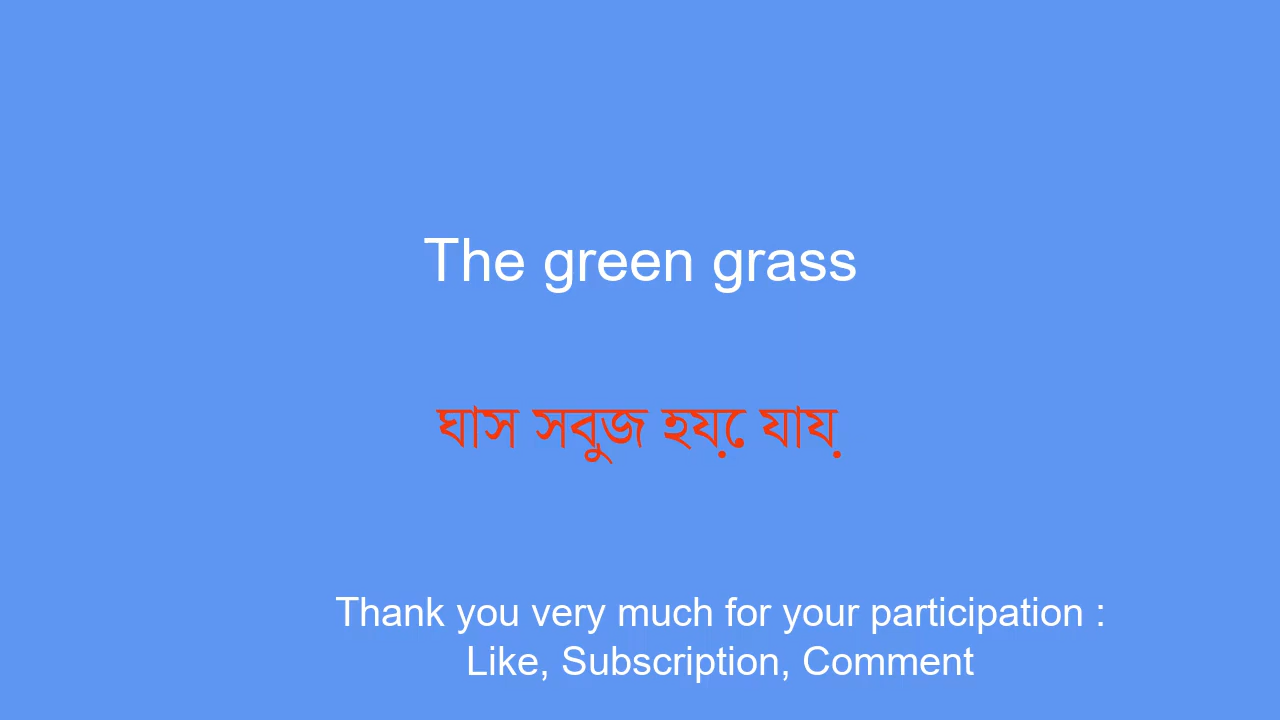 The green grass
ঘাস সবুজ হয়ে যায়
Thank you very much for your participation :
Like, Subscription, Comment